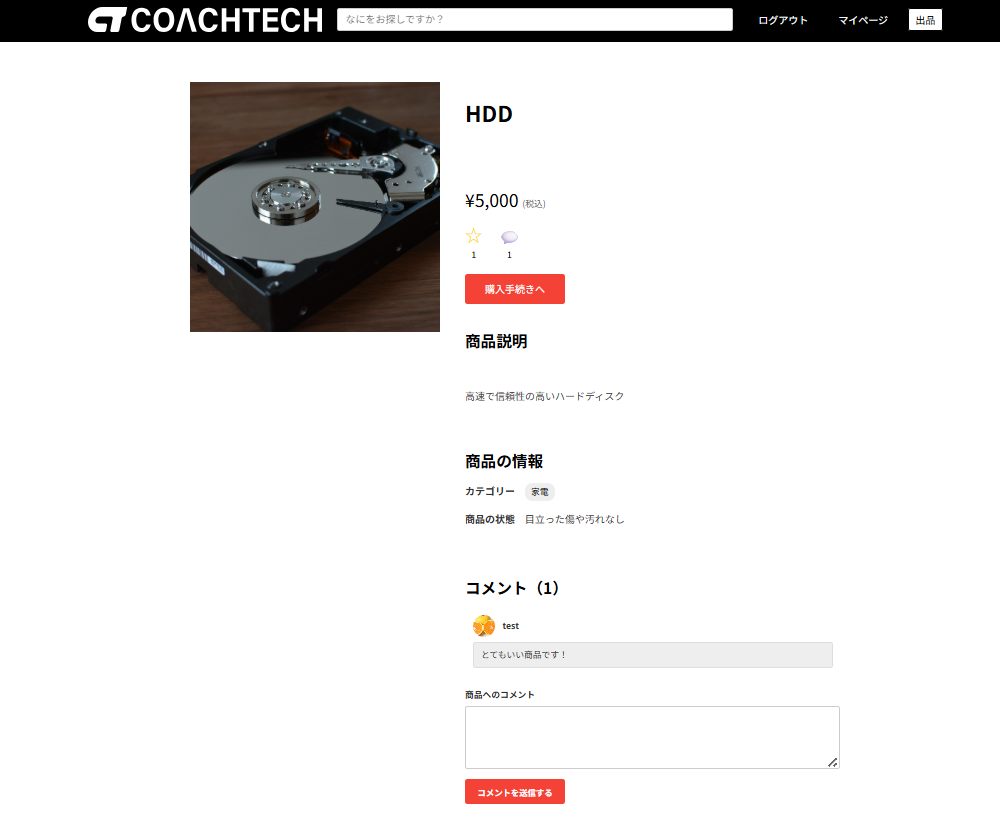 COACHTECH
なにをお探しですか？
ログアウト
マイページ
出品
HDD
¥5,000 (税込)
1
1
購入手続きへ
商品説明
高速で信頼性の高いハードディスク
商品の情報
カテゴリー 家電
商品の状態 目立った傷や汚れなし
コメント（1）
test
とてもいい商品です！
商品へのコメント
コメントを送信する